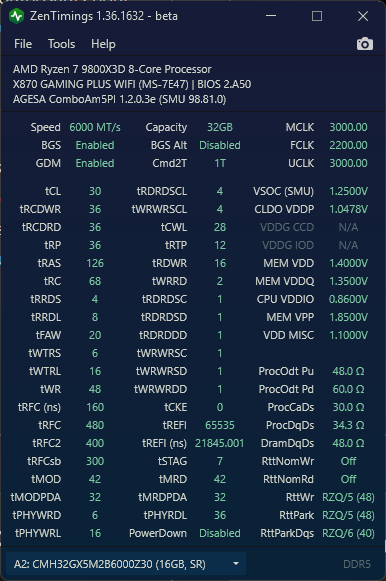 ZenTimings 1.36.1632 - beta
File Tools Help
AMD Ryzen 7 9800X3D 8-Core Processor
X870 GAMING PLUS WIFI (MS-7E47) | BIOS 2.A50
AGESA ComboAm5PI 1.2.0.3e (SMU 98.81.0)
Speed 6000 MT/s Capacity 32GB MCLK 3000.00
BGS Enabled BGS Alt Disabled FCLK 2200.00
GDM Enabled Cmd2T 1T UCLK 3000.00
tCL 30 tRDRDSCL 4 VSOC (SMU) 1.2500V
tRCDWR 36 tWRWRSCL 4 CLDO VDDP 1.0478V
tRCDRD 36 tCWL 28 VDDG CCD N/A
tRP 36 tRTP 12 VDDG IOD N/A
tRAS 126 tRDWR 16 MEM VDD 1.4000V
tRC 68 tWRRD 2 MEM VDDQ 1.3500V
tRRDS 4 tRDRDSC 1 CPU VDDIO 0.8600V
tRRDL 8 tRDRDSD 1 MEM VPP 1.8500V
tFAW 20 tRDRDDD 1 VDD MISC 1.1000V
tWTRS 6 tWRWRSC 1
tWTRL 16 tWRWRSD 1 ProcOdt Pu 48.0 Ω
tWR 48 tWRWRDD 1 ProcOdt Pd 60.0 Ω
tRFC (ns) 160 tCKE 0 ProcCaDs 30.0 Ω
tRFC 480 tREFI 65535 ProcDqDs 34.3 Ω
tRFC2 400 tREFI (ns) 21845.001 DramDqDs 48.0 Ω
tRFCsb 300 tSTAG 7 RttNomWr Off
tMOD 42 tMRD 42 RttNomRd Off
tMODPDA 32 tMRDPDA 32 RttWr RZQ/5 (48)
tPHYWRD 6 tPHYRDL 36 RttPark RZQ/5 (48)
tPHYWRL 16 PowerDown Disabled RttParkDqs RZQ/6 (40)
A2: CMH32GX5M2B6000Z30 (16GB, SR) DDR5